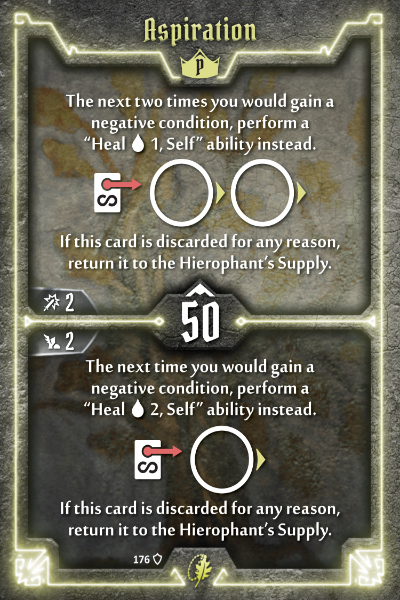 Aspiration
P
The next two times you would gain a
negative condition, perform a
“Heal 1, Self” ability instead.
If this card is discarded for any reason,
return it to the Hierophant’s Supply.
2
50
2
The next time you would gain a
negative condition, perform a
“Heal 2, Self” ability instead.
If this card is discarded for any reason,
return it to the Hierophant’s Supply.
176